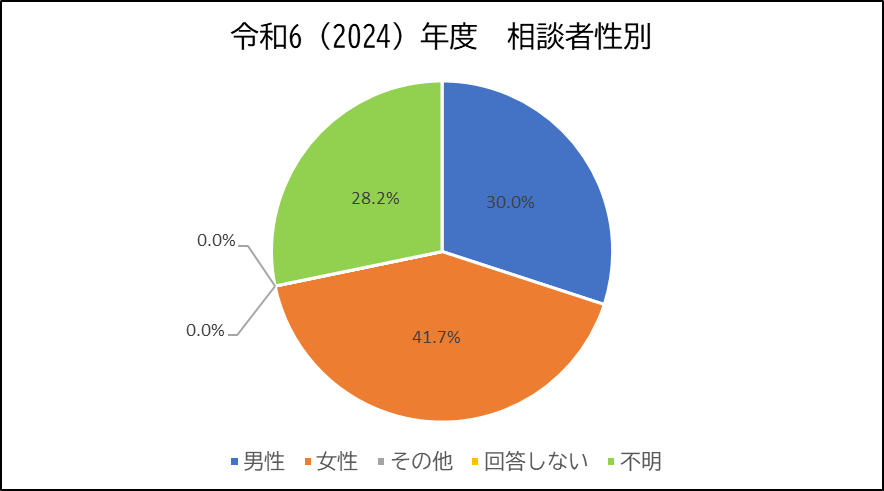 令和6（2024）年度　相談者性別
28.2%
30.0%
0.0%
0.0%
41.7%
男性 女性 その他 回答しない 不明